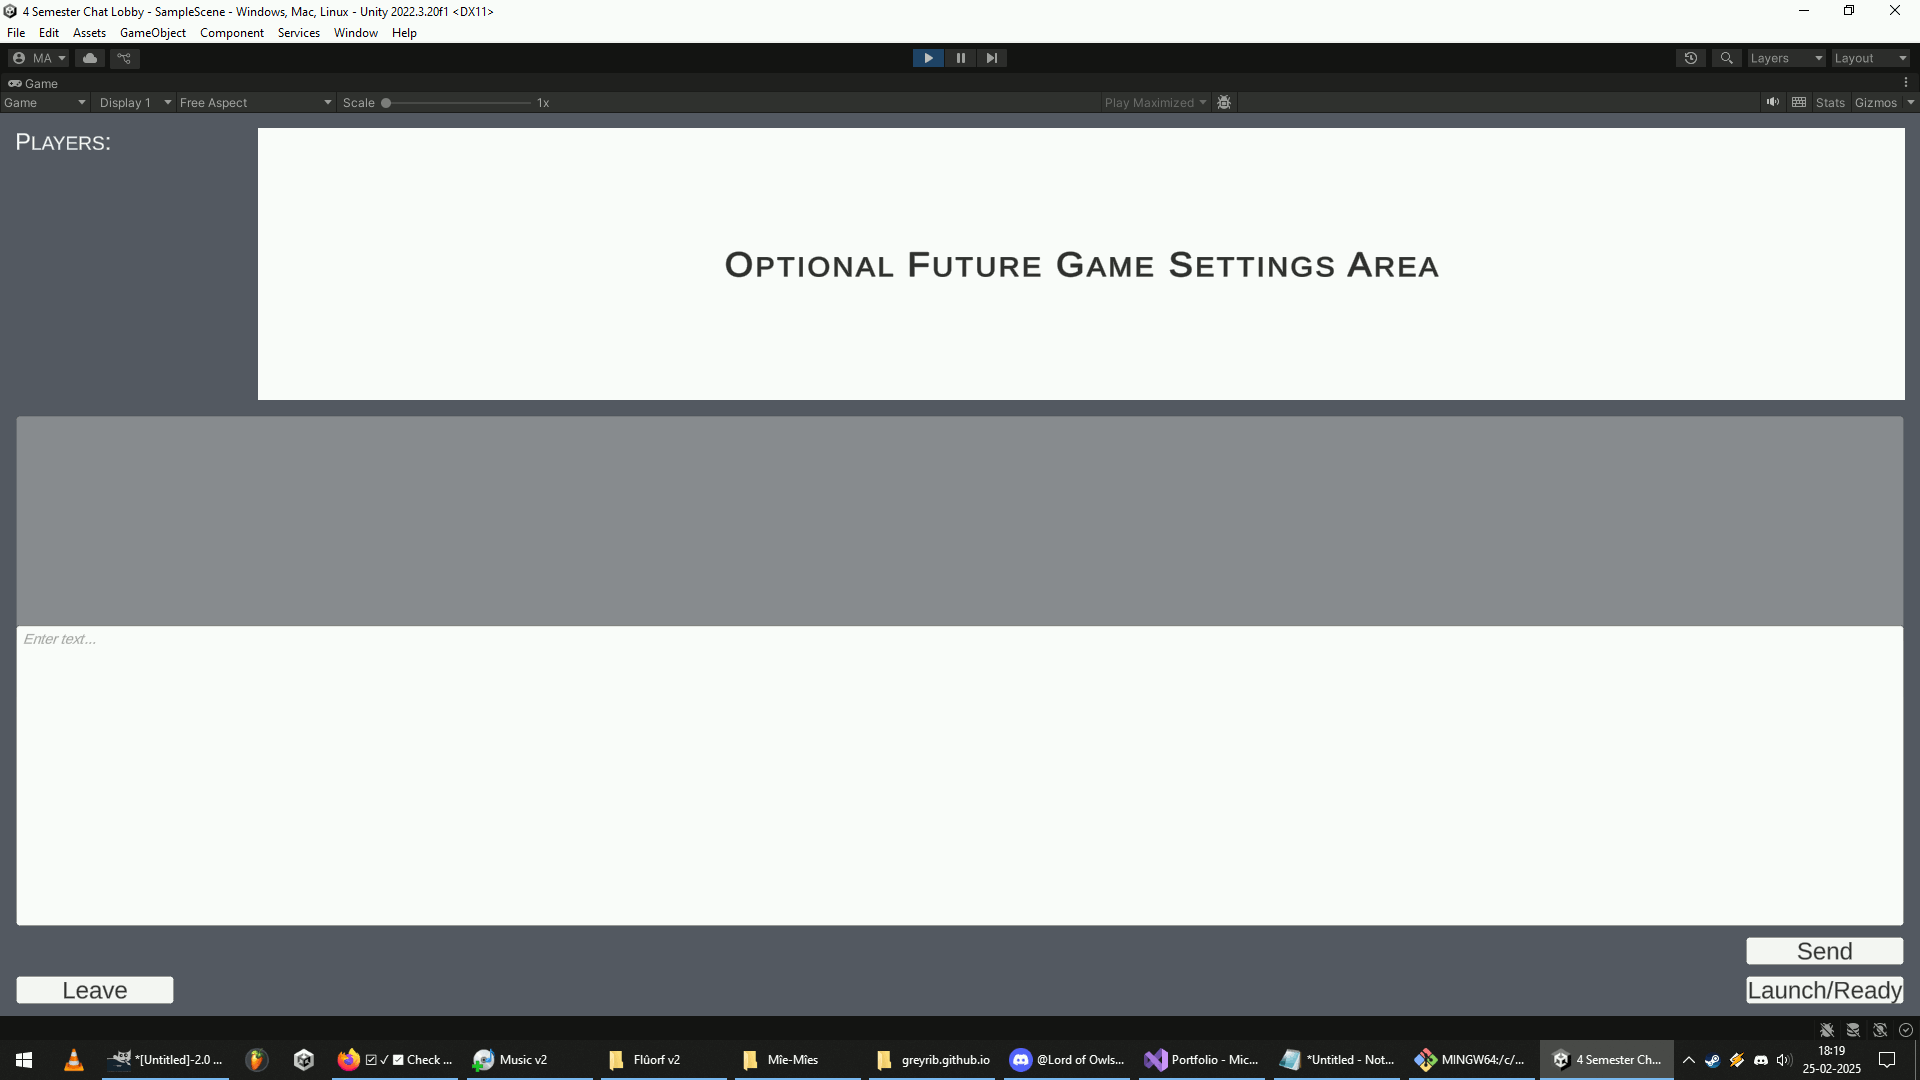 4 Semester Chat Lobby - SampleScene - Windows, Mac, Linux - Unity 2022.3.20f1 <DX11>
File Edit Assets GameObject Component Services Window Help
MA Layers Layout
Game
Game Display 1 Free Aspect Scale 1x Play Maximized Stats Gizmos
PLAYERS:
OPTIONAL FUTURE GAME SETTINGS AREA
Enter text...
Send
Leave Launch/Ready
*[Untitled]-2.0 ... Check ... Music v2 Flûorf v2 Mîe-Mîes greyrib.github.io @Lord of Owls... Portfolio - Mic... *Untitled - Not... MINGW64:/c/... 4 Semester Ch... 18:19
25-02-2025